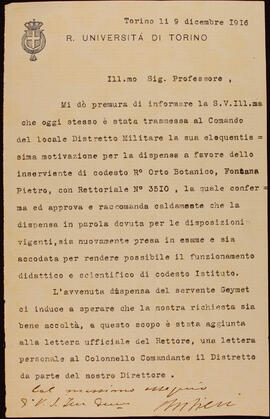 Torino li 9 dicembre 1916
R. UNIVERSITÁ DI TORINO
Ill.mo Sig. Professore,
Mi dò premura di informare la S.V.Ill.ma
che oggi stesso è stata trasmessa al Comando
del locale Distretto Militare la sua eloquentis=
sima motivazione per la dispensa a favore dello
inserviente di codesto R° Orto Botanico, Fontana
Pietro, con Rettoriale N° 3510, la quale confer=
ma ed approva e raccomanda caldamente che la
dispensa in parola dovuta per le disposizioni
vigenti, sia nuovamente presa in esame e sia
accodata per rendere possibile il funzionamento
didattico e scientifico di codesto Istituto.
L'avvenuta dispensa del servente Geymet
ci induce a sperare che la nostra richiesta sia
bene accoltà, a questo scopo è stata aggiunta
alla lettera ufficiale del Rettore, una lettera
personale al Colonnello Comandante il Distretto
da parte del nostro Direttore.
Col massimo ossequio